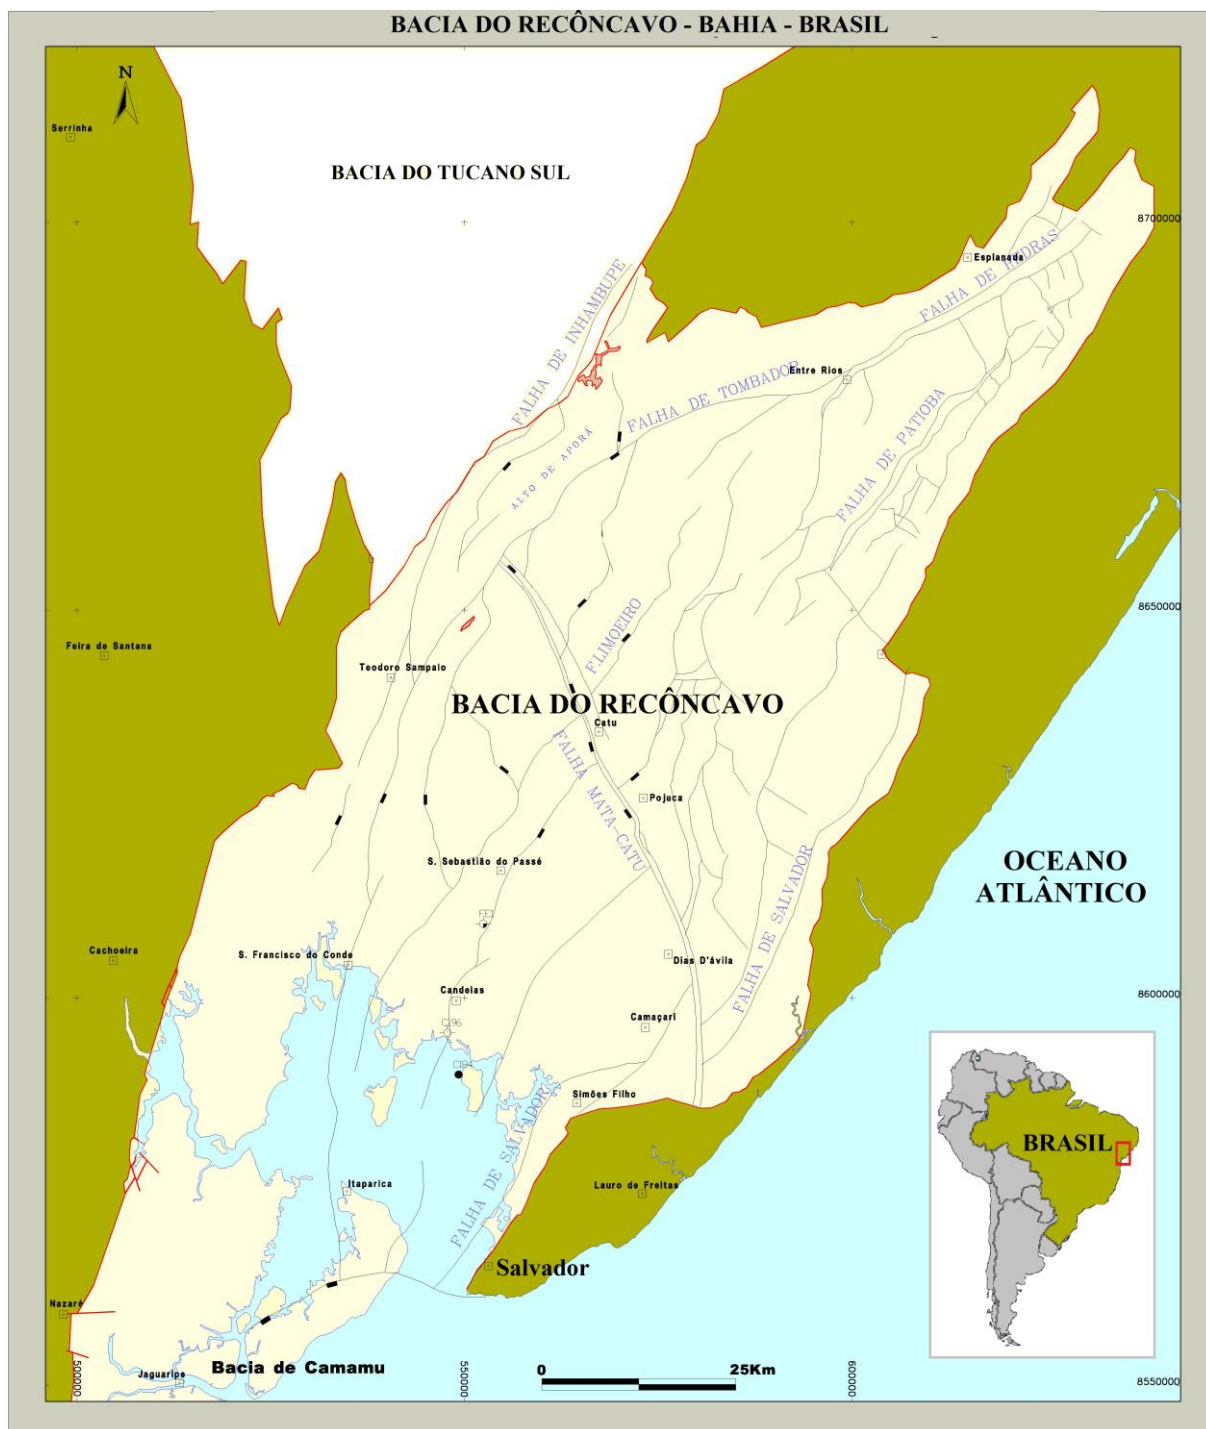 BACIA DO RECÔNCAVO - BAHIA - BRASIL
N
Serrinha
BACIA DO TUCANO SUL
8700000
Esplanada
FALHA DE INHAMBUPE
FALHA DE HEDRAS
Entre Rios
FALHA DE TOMBADOR
FALHA DE PATIOBA
ALTO DE APORÁ
8650000
Feira de Santana
F.LIMOEIRO
Teodoro Sampaio
BACIA DO RECÔNCAVO
Catu
FALHA MATA-CATU
Pojuca
S. Sebastião do Passé
OCEANO
ATLÂNTICO
FALHA DE SALVADOR
Cachoeira
S. Francisco do Conde
Dias D'ávila
Candeias
8600000
Camaçari
Simões Filho
BRASIL
Itaparica
Lauro de Freitas
FALHA DE SALVADOR
Salvador
Nazaré
Jaguaripe
Bacia de Camamu
0 25Km
500000
550000
600000
8550000